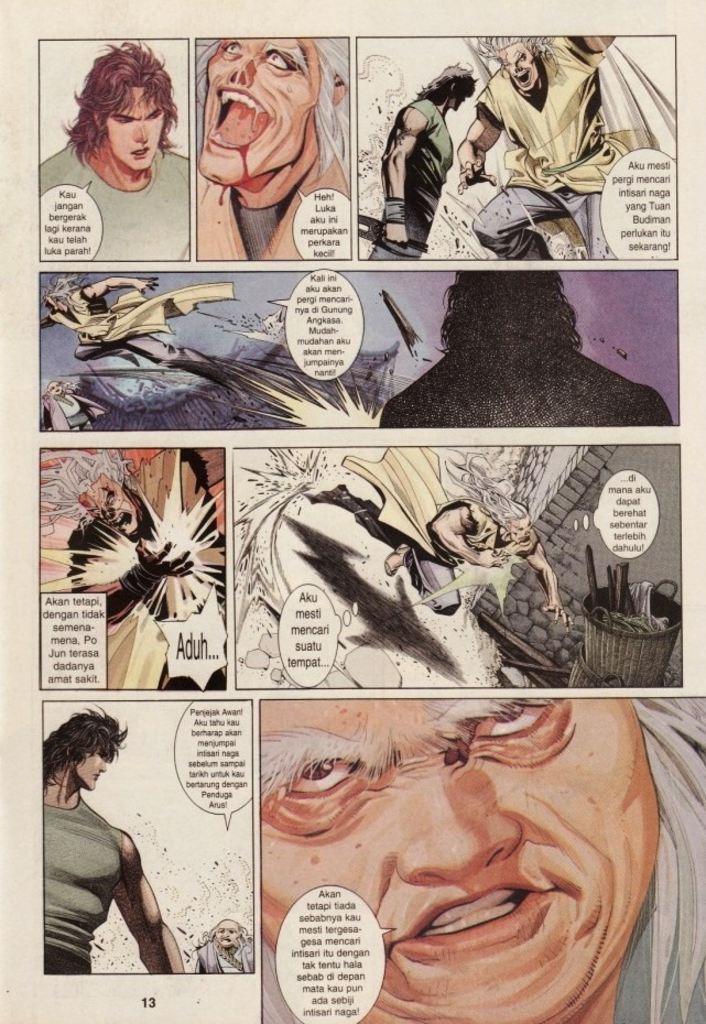 Kau
jangan
bergerak
lagi kerana
kau telah
luka parah!
Heh!
Luka
aku ini
merupakan
perkara
kecil!
Aku mesti
pergi mencari
intisari naga
yang Tuan
Budiman
perlukan itu
sekarang!
Kali ini
aku akan
pergi mencari-
nya di Gunung
Angkasa.
Mudah-
mudahan aku
akan men-
jumpainya
nanti!
Akan tetapi,
dengan tidak
semena-
mena, Po
Jun terasa
dadanya
amat sakit.
Aduh...
Aku
mesti
mencari
suatu
tempat...
...di
mana aku
dapat
berehat
sebentar
terlebih
dahulu!
Penjejak Awan!
Aku tahu kau
berharap akan
menjumpai
intisari naga
sebelum sampai
tarikh untuk kau
bertarung dengan
Penduga
Arus!
Akan
tetapi tiada
sebabnya kau
mesti tergesa-
gesa mencari
intisari itu dengan
tak tentu hala
sebab di depan
mata kau pun
ada sebiji
intisari naga!
13